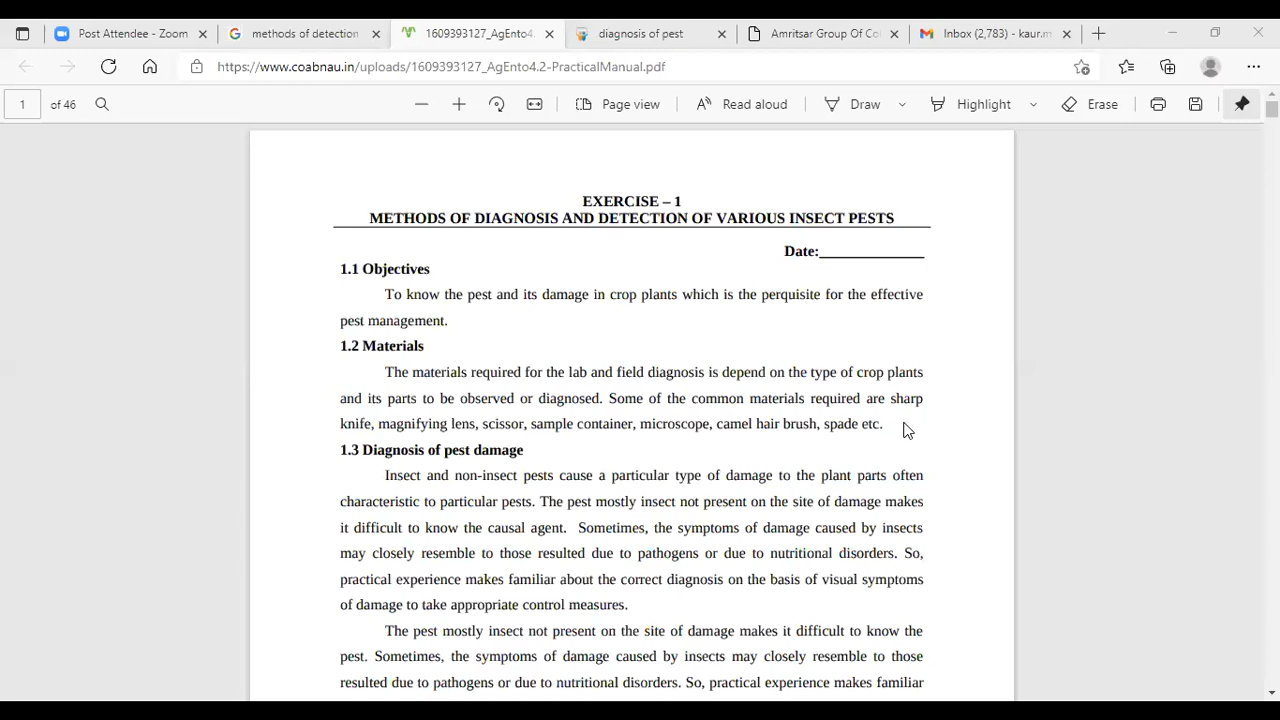 Post Attendee - Zoom
methods of detection
1609393127_AgEnto4.
diagnosis of pest
Amritsar Group Of Co
Inbox (2,783) - kaur.m
https://www.coabnau.in/uploads/1609393127_AgEnto4.2-PracticalManual.pdf
1 of 46
Page view
Read aloud
Draw
Highlight
Erase
EXERCISE – 1
METHODS OF DIAGNOSIS AND DETECTION OF VARIOUS INSECT PESTS
Date:______________
1.1 Objectives
To know the pest and its damage in crop plants which is the perquisite for the effective
pest management.
1.2 Materials
The materials required for the lab and field diagnosis is depend on the type of crop plants
and its parts to be observed or diagnosed. Some of the common materials required are sharp
knife, magnifying lens, scissor, sample container, microscope, camel hair brush, spade etc.
1.3 Diagnosis of pest damage
Insect and non-insect pests cause a particular type of damage to the plant parts often
characteristic to particular pests. The pest mostly insect not present on the site of damage makes
it difficult to know the causal agent. Sometimes, the symptoms of damage caused by insects
may closely resemble to those resulted due to pathogens or due to nutritional disorders. So,
practical experience makes familiar about the correct diagnosis on the basis of visual symptoms
of damage to take appropriate control measures.
The pest mostly insect not present on the site of damage makes it difficult to know the
pest. Sometimes, the symptoms of damage caused by insects may closely resemble to those
resulted due to pathogens or due to nutritional disorders. So, practical experience makes familiar